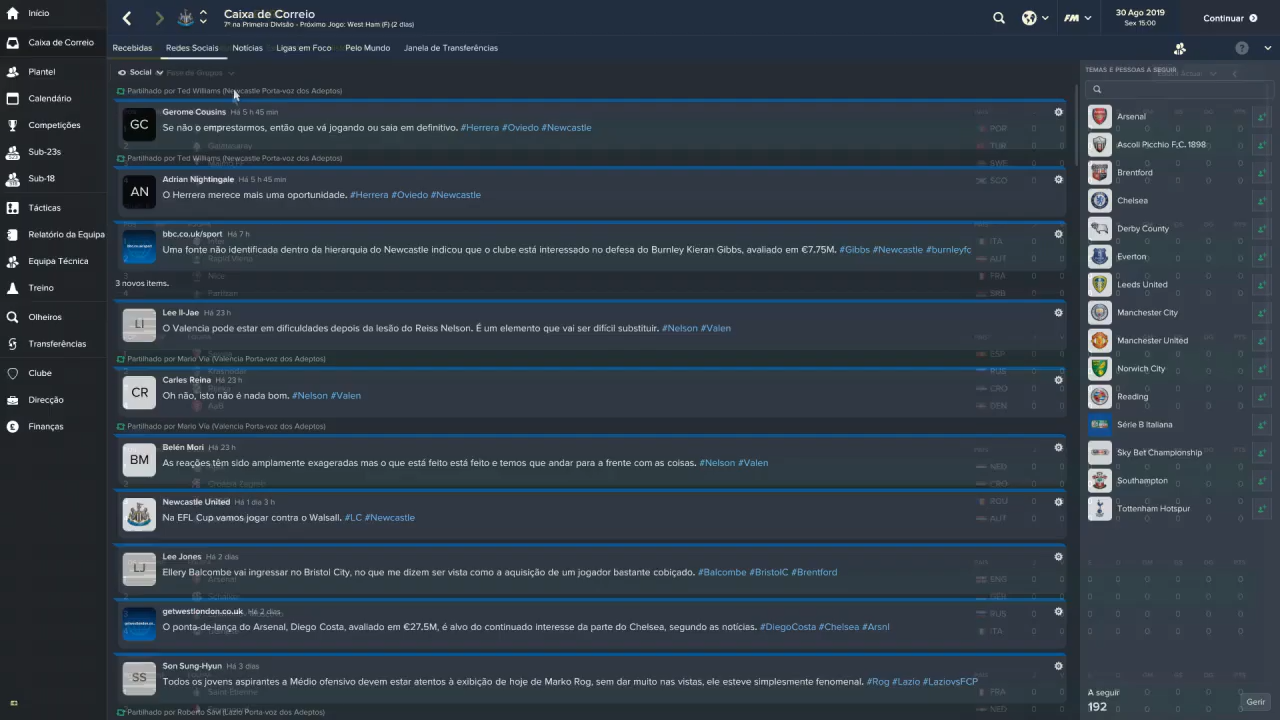 Caixa de Correio
7º na Primeira Divisão - Próximo Jogo: West Ham (F) (2 dias)
FM
30 Ago 2019
Sex 15:00
Continuar
Início
Caixa de Correio
Plantel
Calendário
Competições
Sub-23s
Sub-18
Tácticas
Relatório da Equipa
Equipa Técnica
Treino
Olheiros
Transferências
Clube
Direcção
Finanças
Recebidas
Redes Sociais
Notícias
Ligas em Foco
Pelo Mundo
Janela de Transferências
Social
Fase de Grupos
Partilhado por Ted Williams (Newcastle Porta-voz dos Adeptos)
GC
Gerome Cousins Há 5 h 45 min
Se não o emprestarmos, então que vá jogando ou saia em definitivo. #Herrera #Oviedo #Newcastle
Partilhado por Ted Williams (Newcastle Porta-voz dos Adeptos)
AN
Adrian Nightingale Há 5 h 45 min
O Herrera merece mais uma oportunidade. #Herrera #Oviedo #Newcastle
bbc.co.uk/sport Há 7 h
Uma fonte não identificada dentro da hierarquia do Newcastle indicou que o clube está interessado no defesa do Burnley Kieran Gibbs, avaliado em €7,75M. #Gibbs #Newcastle #burnleyfc
3 novos itens.
LI
Lee Il-Jae Há 23 h
O Valencia pode estar em dificuldades depois da lesão do Reiss Nelson. É um elemento que vai ser difícil substituir. #Nelson #Valen
Partilhado por Mario Via (Valencia Porta-voz dos Adeptos)
CR
Carles Reina Há 23 h
Oh não, isto não é nada bom. #Nelson #Valen
Partilhado por Mario Via (Valencia Porta-voz dos Adeptos)
BM
Belén Mori Há 23 h
As reações têm sido amplamente exageradas mas o que está feito está feito e temos que andar para a frente com as coisas. #Nelson #Valen
Newcastle United Há 1 dia 3 h
Na EFL Cup vamos jogar contra o Walsall. #LC #Newcastle
LJ
Lee Jones Há 2 dias
Ellery Balcombe vai ingressar no Bristol City, no que me dizem ser vista como a aquisição de um jogador bastante cobiçado. #Balcombe #BristolC #Brentford
getwestlondon.co.uk Há 2 dias
O ponta-de-lança do Arsenal, Diego Costa, avaliado em €27,5M, é alvo do continuado interesse da parte do Chelsea, segundo as notícias. #DiegoCosta #Chelsea #Arsnl
SS
Son Sung-Hyun Há 3 dias
Todos os jovens aspirantes a Médio ofensivo devem estar atentos à exibição de hoje de Marko Rog, sem dar muito nas vistas, ele esteve simplesmente fenomenal. #Rog #Lazio #LaziovsFCP
Partilhado por Roberto Savi (Lazio Porta-voz dos Adeptos)
TEMAS E PESSOAS A SEGUIR
Arsenal
Ascoli Picchio F.C. 1898
Brentford
Chelsea
Derby County
Everton
Leeds United
Manchester City
Manchester United
Norwich City
Reading
Série B Italiana
Sky Bet Championship
Southampton
Tottenham Hotspur
A seguir
192
Gerir